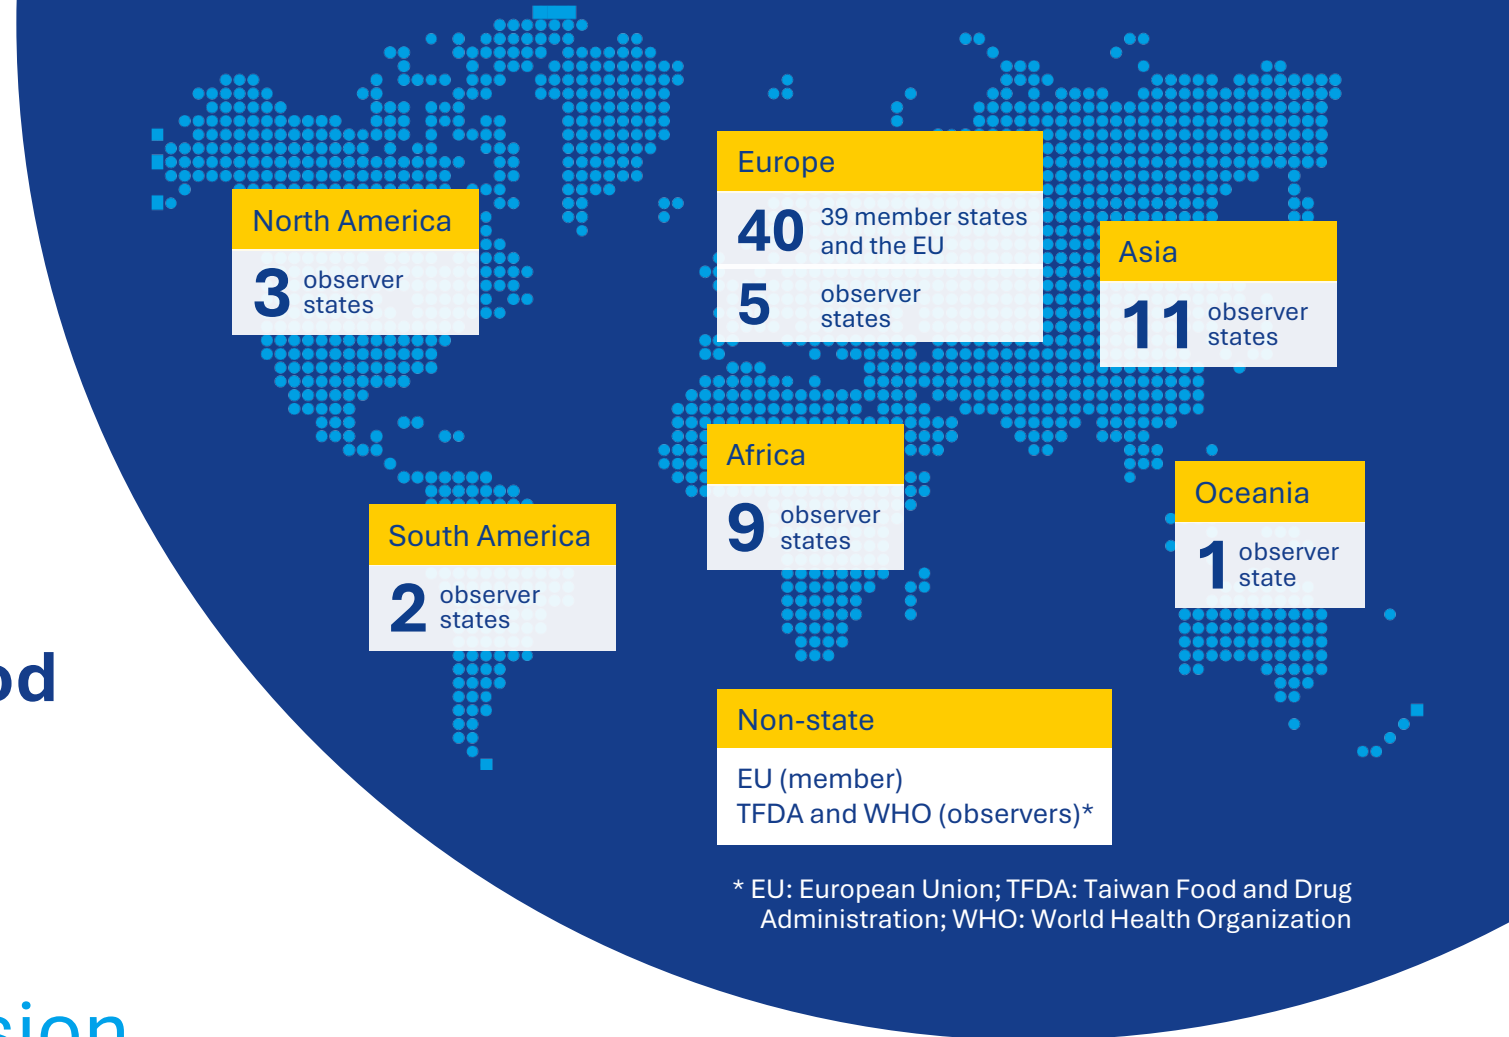 Europe
40 39 member states
and the EU
5 observer
states
North America
3 observer
states
Asia
11 observer
states
Africa
9 observer
states
Oceania
1 observer
state
South America
2 observer
states
od
Non-state
EU (member)
TFDA and WHO (observers)*
* EU: European Union; TFDA: Taiwan Food and Drug
Administration; WHO: World Health Organization
sion